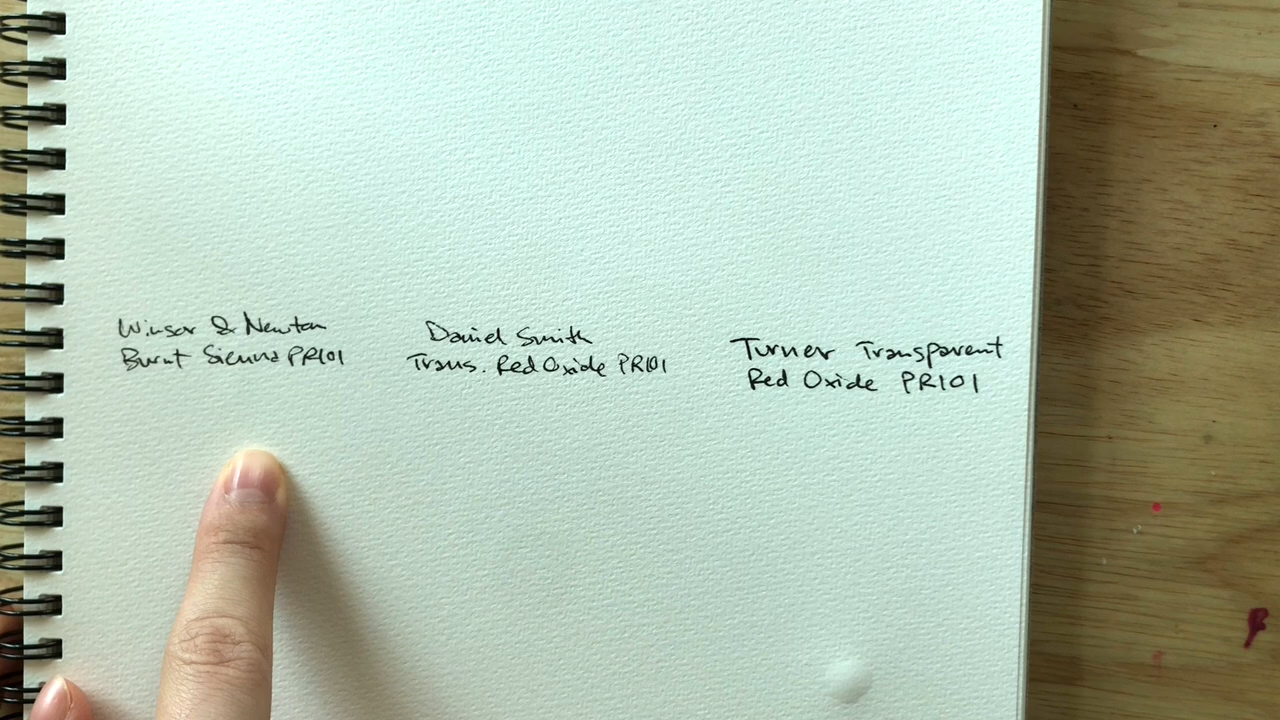 Winsor & Newton
Burnt Sienna PR101
Daniel Smith
Trans. Red Oxide PR101
Turner Transparent
Red Oxide PR101